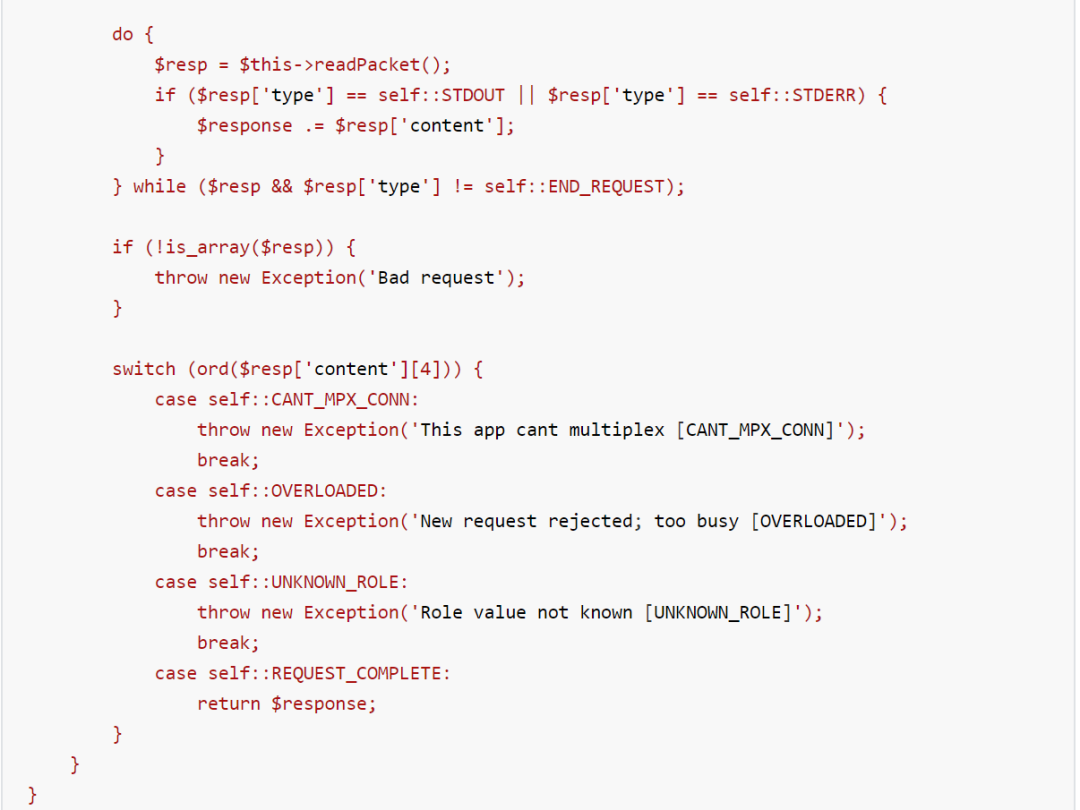 do {
$resp = $this->readPacket();
if ($resp['type'] == self::STDOUT || $resp['type'] == self::STDERR) {
$response .= $resp['content'];
}
} while ($resp && $resp['type'] != self::END_REQUEST);
if (!is_array($resp)) {
throw new Exception('Bad request');
}
switch (ord($resp['content'][4])) {
case self::CANT_MPX_CONN:
throw new Exception('This app cant multiplex [CANT_MPX_CONN]');
break;
case self::OVERLOADED:
throw new Exception('New request rejected; too busy [OVERLOADED]');
break;
case self::UNKNOWN_ROLE:
throw new Exception('Role value not known [UNKNOWN_ROLE]');
break;
case self::REQUEST_COMPLETE:
return $response;
}
}
}